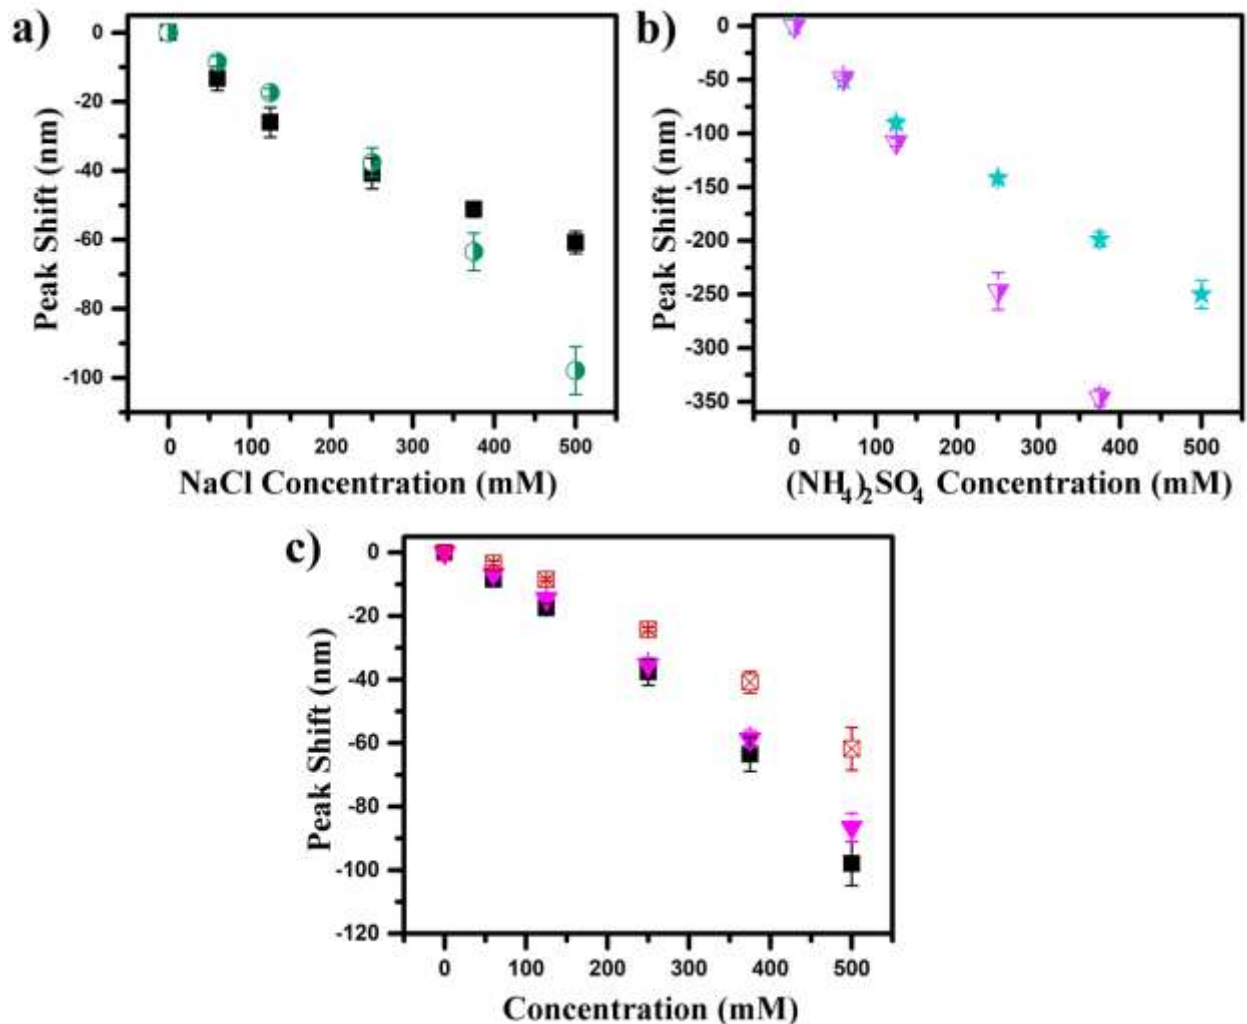 a)
0
-20
-40
-60
-80
-100
Peak Shift (nm)
0 100 200 300 400 500
NaCl Concentration (mM)
b)
0
-50
-100
-150
-200
-250
-300
-350
Peak Shift (nm)
0 100 200 300 400 500
(NH₄)₂SO₄ Concentration (mM)
c)
0
-20
-40
-60
-80
-100
-120
Peak Shift (nm)
0 100 200 300 400 500
Concentration (mM)